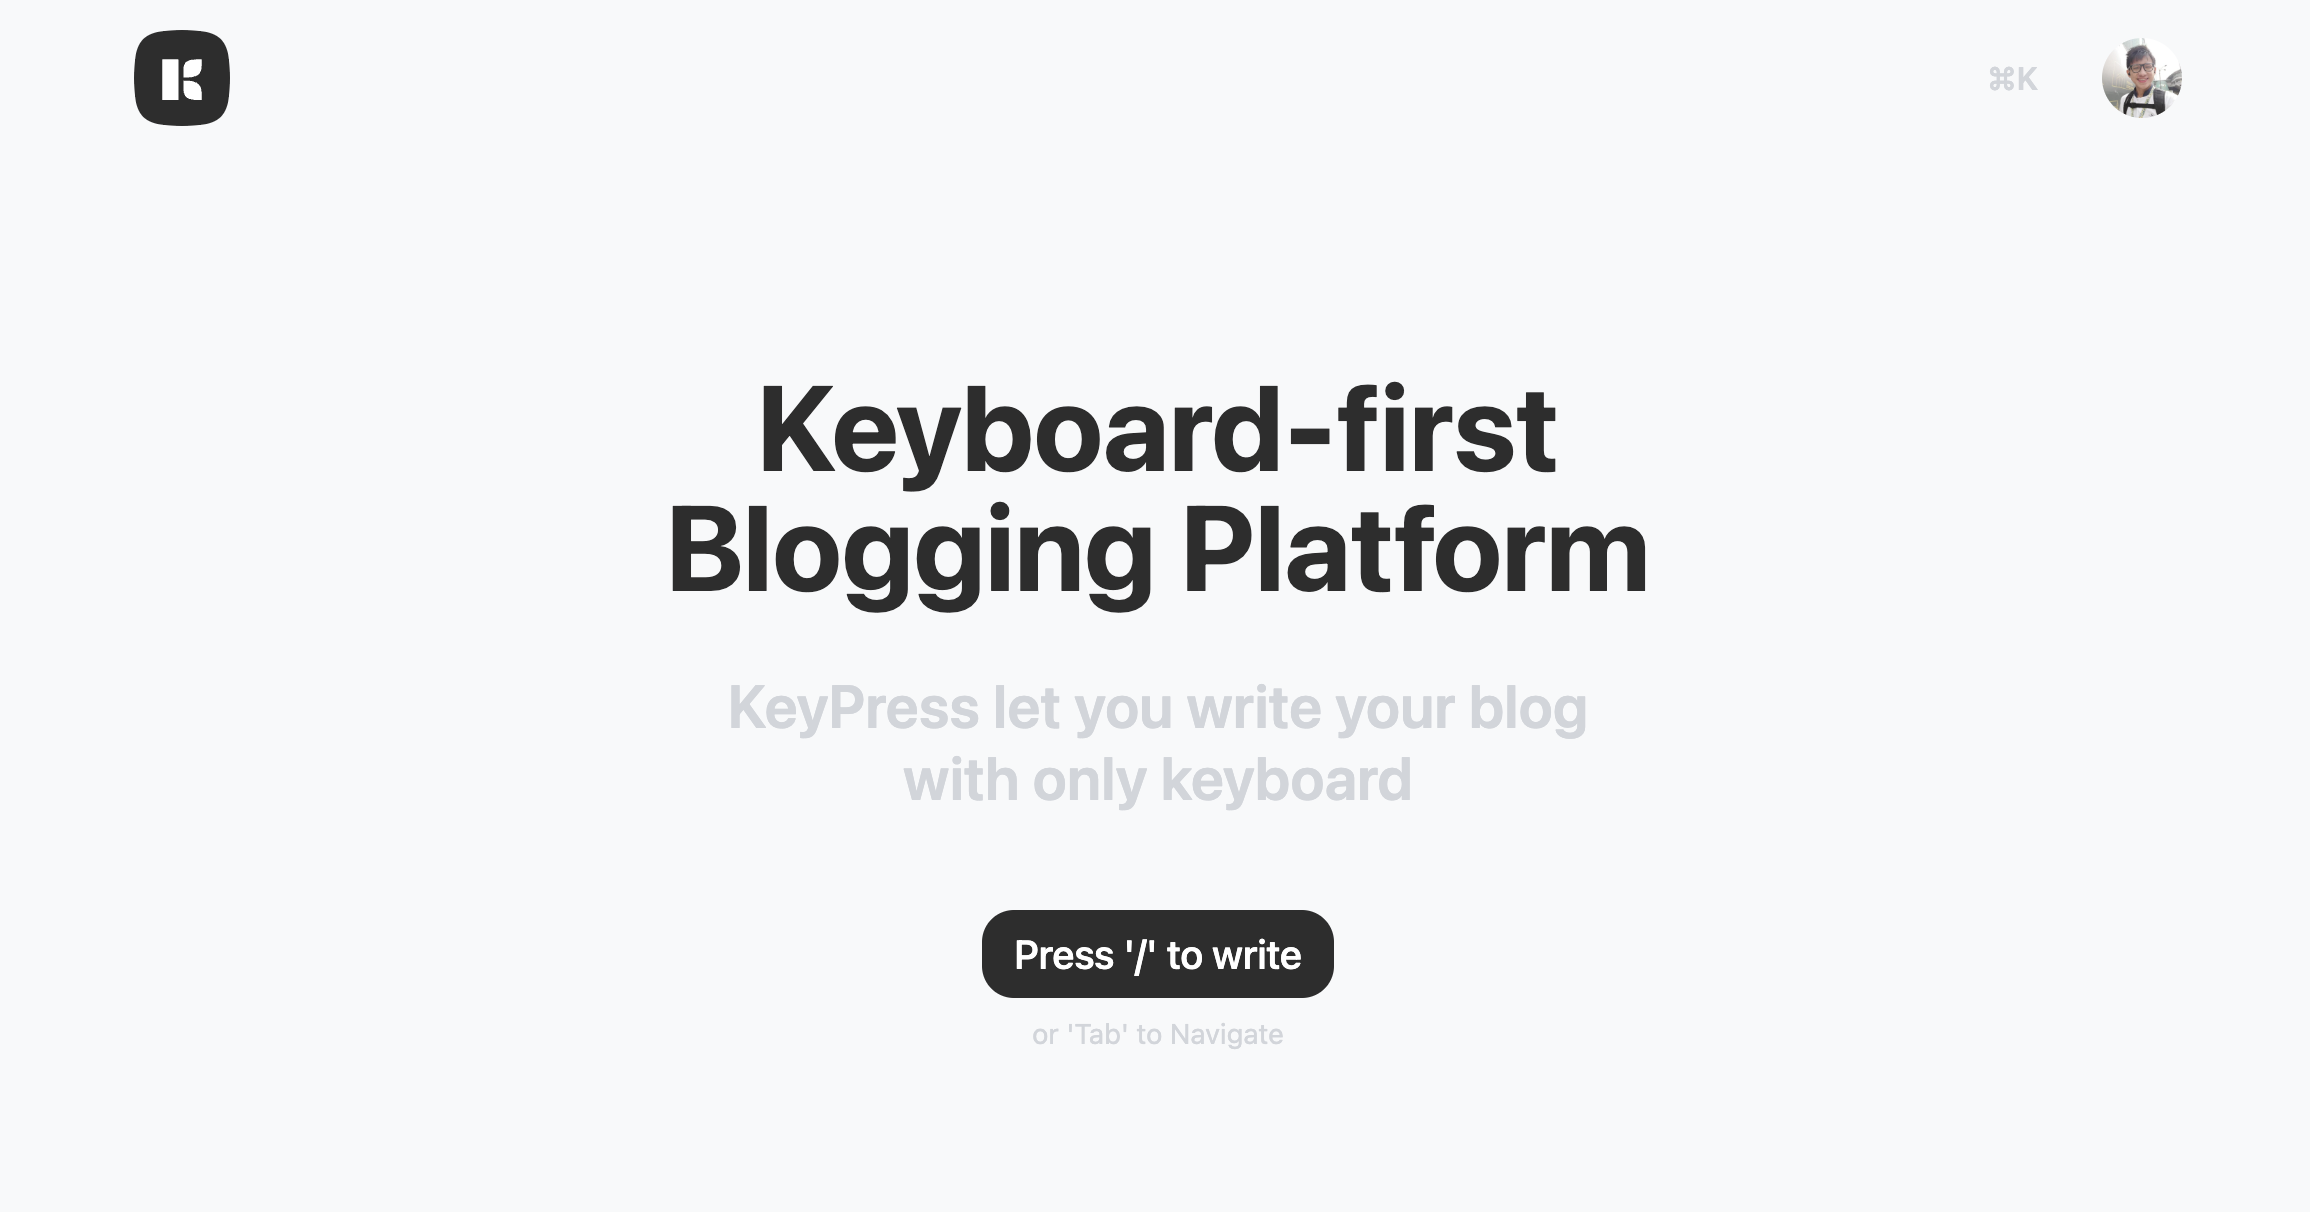 K
⌘K
Keyboard-first
Blogging Platform
KeyPress let you write your blog
with only keyboard
Press '/' to write
or 'Tab' to Navigate